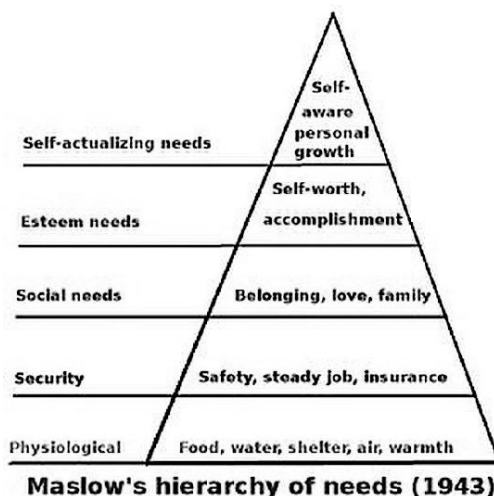 Self-
aware
personal
growth
Self-actualizing needs
Self-worth,
accomplishment
Esteem needs
Social needs
Belonging, love, family
Security
Safety, steady job, insurance
Physiological
Food, water, shelter, air, warmth
Maslow's hierarchy of needs (1943)